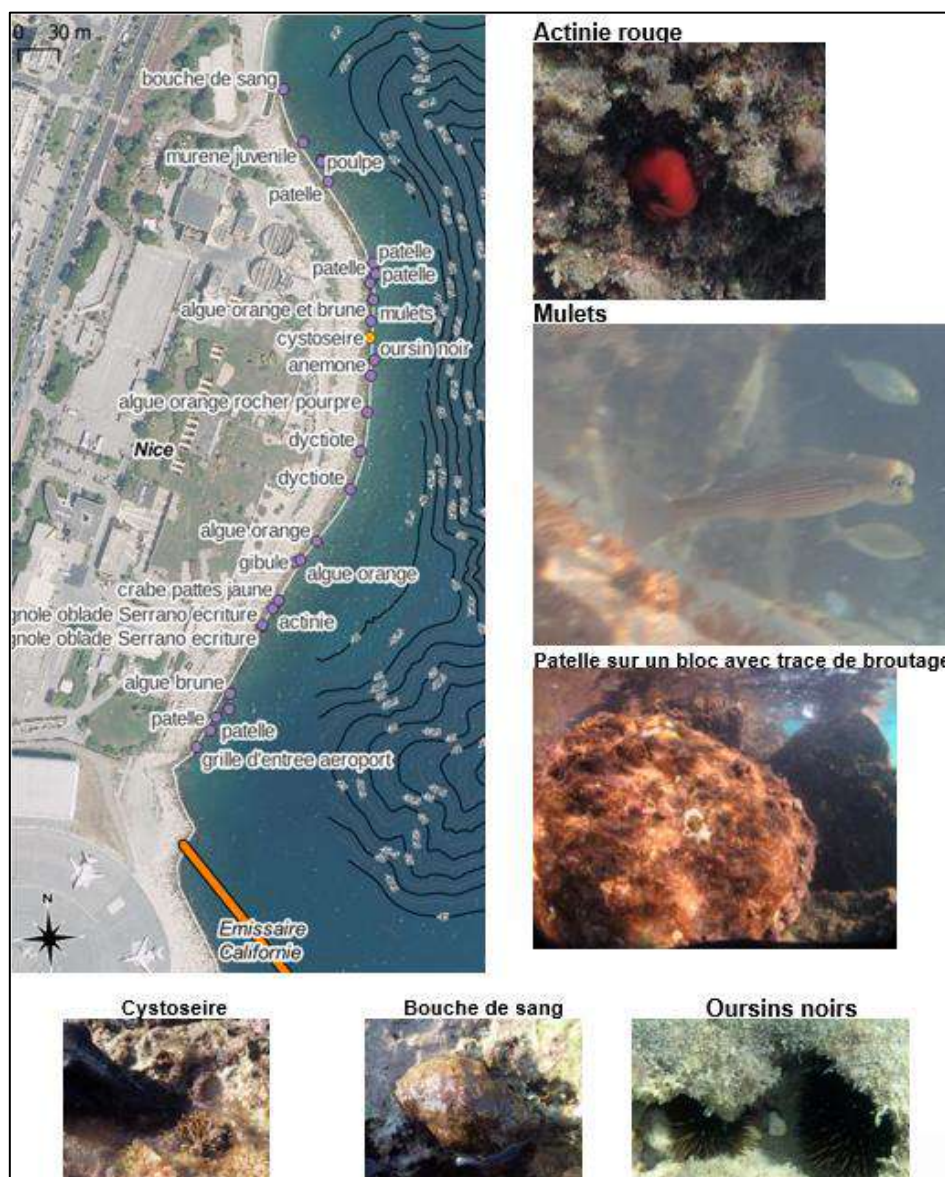 0 30 m
bouche de sang
murene juvenile
poulpe
patelle
patelle
patelle
patelle
algue orange et brune
mulets
cystoseire
oursin noir
anemone
algue orange rocher pourpre
Nice
dyctiote
dyctiote
algue orange
gibule
algue orange
crabe pattes jaune
gnole oblade Serrano ecriture
actinie
gnole oblade Serrano ecriture
algue brune
patelle
patelle
grille d'entree aeroport
N
Emissaire
Californie
Actinie rouge
Mulets
Patelle sur un bloc avec trace de broutage
Cystoseire
Bouche de sang
Oursins noirs